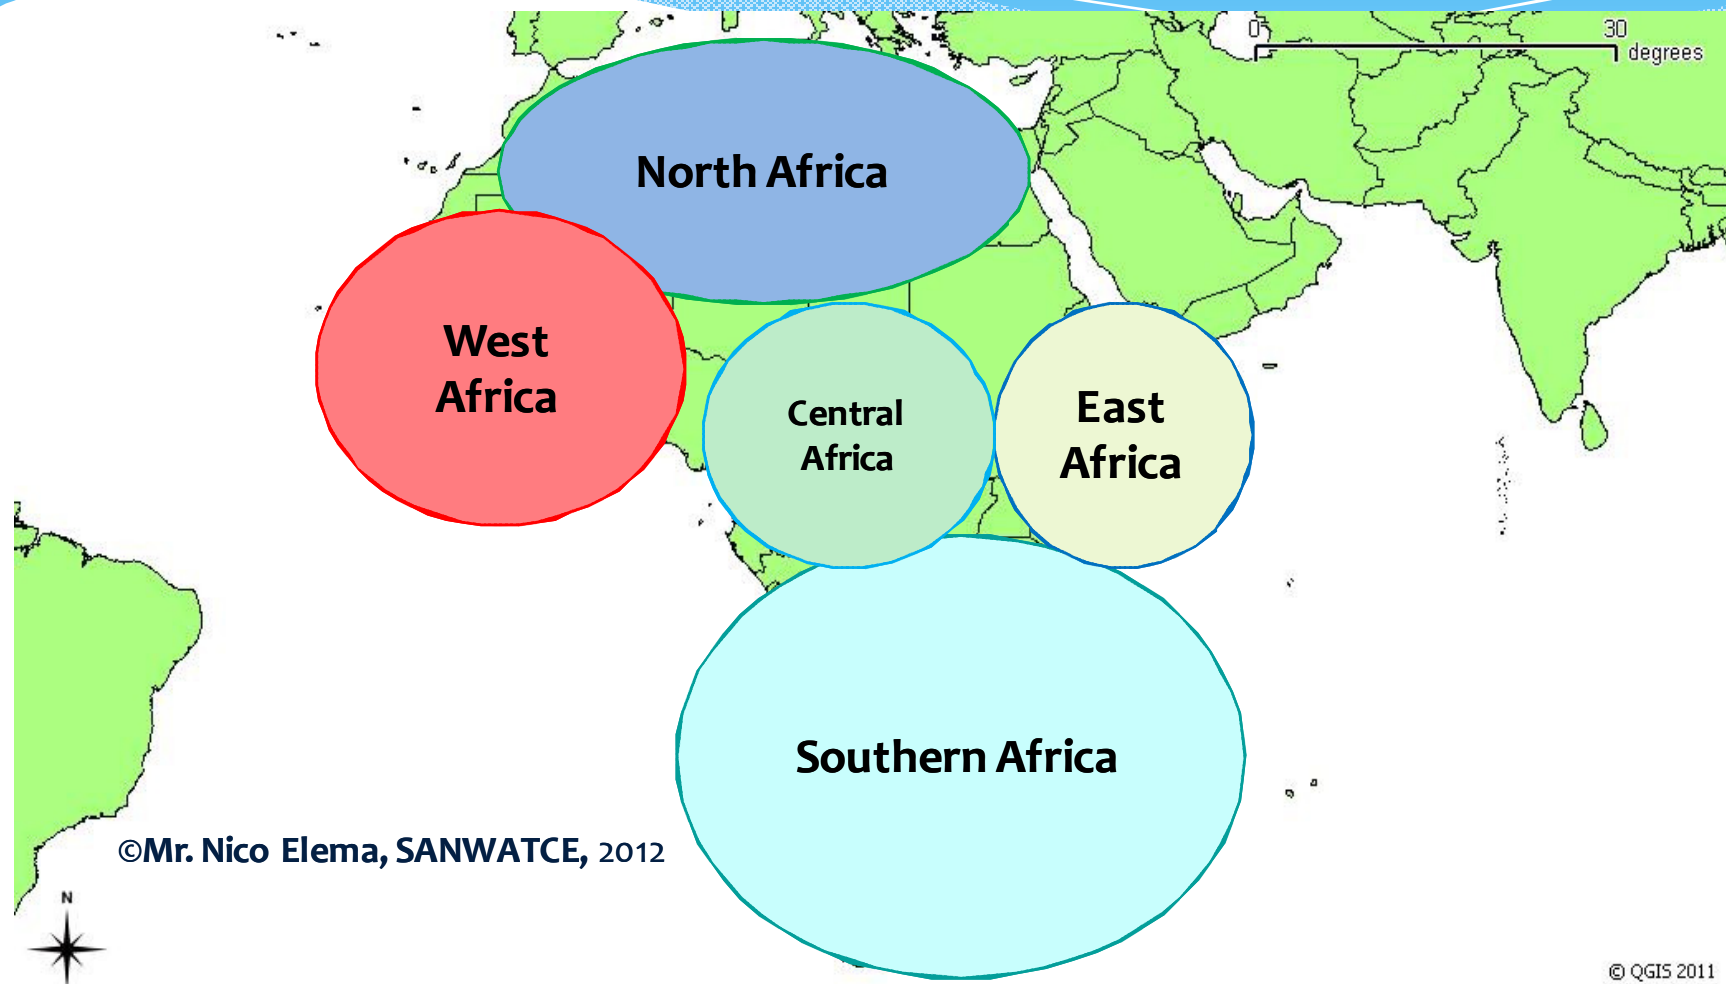 0 30
degrees
North Africa
West
Africa
Central
Africa
East
Africa
Southern Africa
©Mr. Nico Elema, SANWATCE, 2012
N
© QGIS 2011